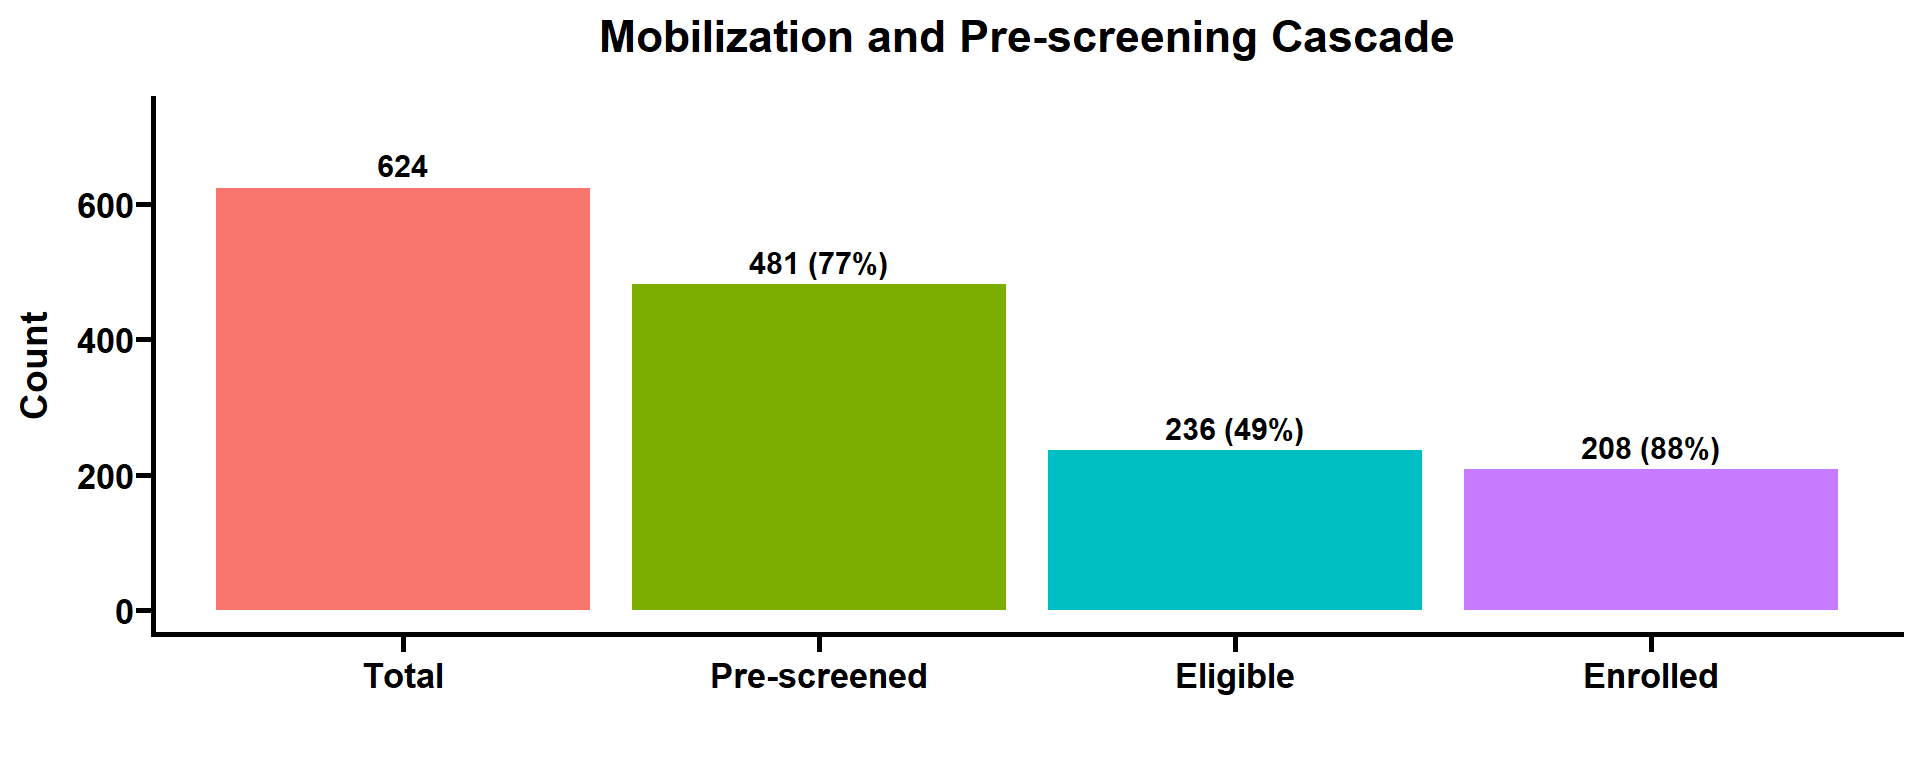 Mobilization and Pre-screening Cascade
Count
600
400
200
0
624
481 (77%)
236 (49%)
208 (88%)
Total
Pre-screened
Eligible
Enrolled